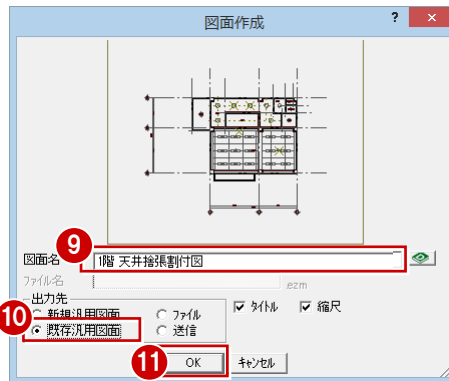 図面作成
? ×
9
図面名 1階 天井捨張割付図
ファイル名 .ezm
出力先
10
新規汎用図面 ファイル タイトル 縮尺
既存汎用図面 送信
11 OK キャンセル